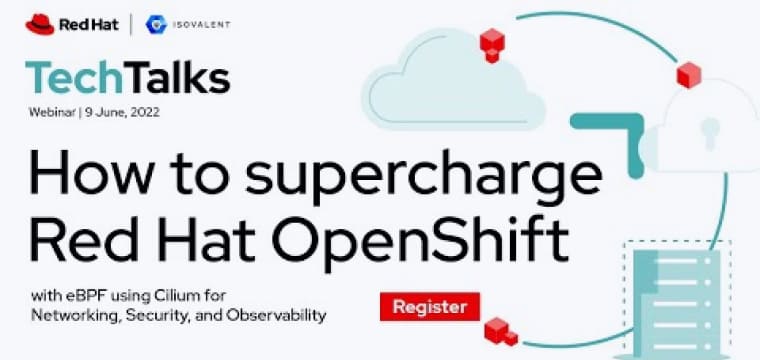 Red Hat | ISOVALENT
TechTalks
Webinar | 9 June, 2022
How to supercharge
Red Hat OpenShift
with eBPF using Cilium for
Networking, Security, and Observability
Register